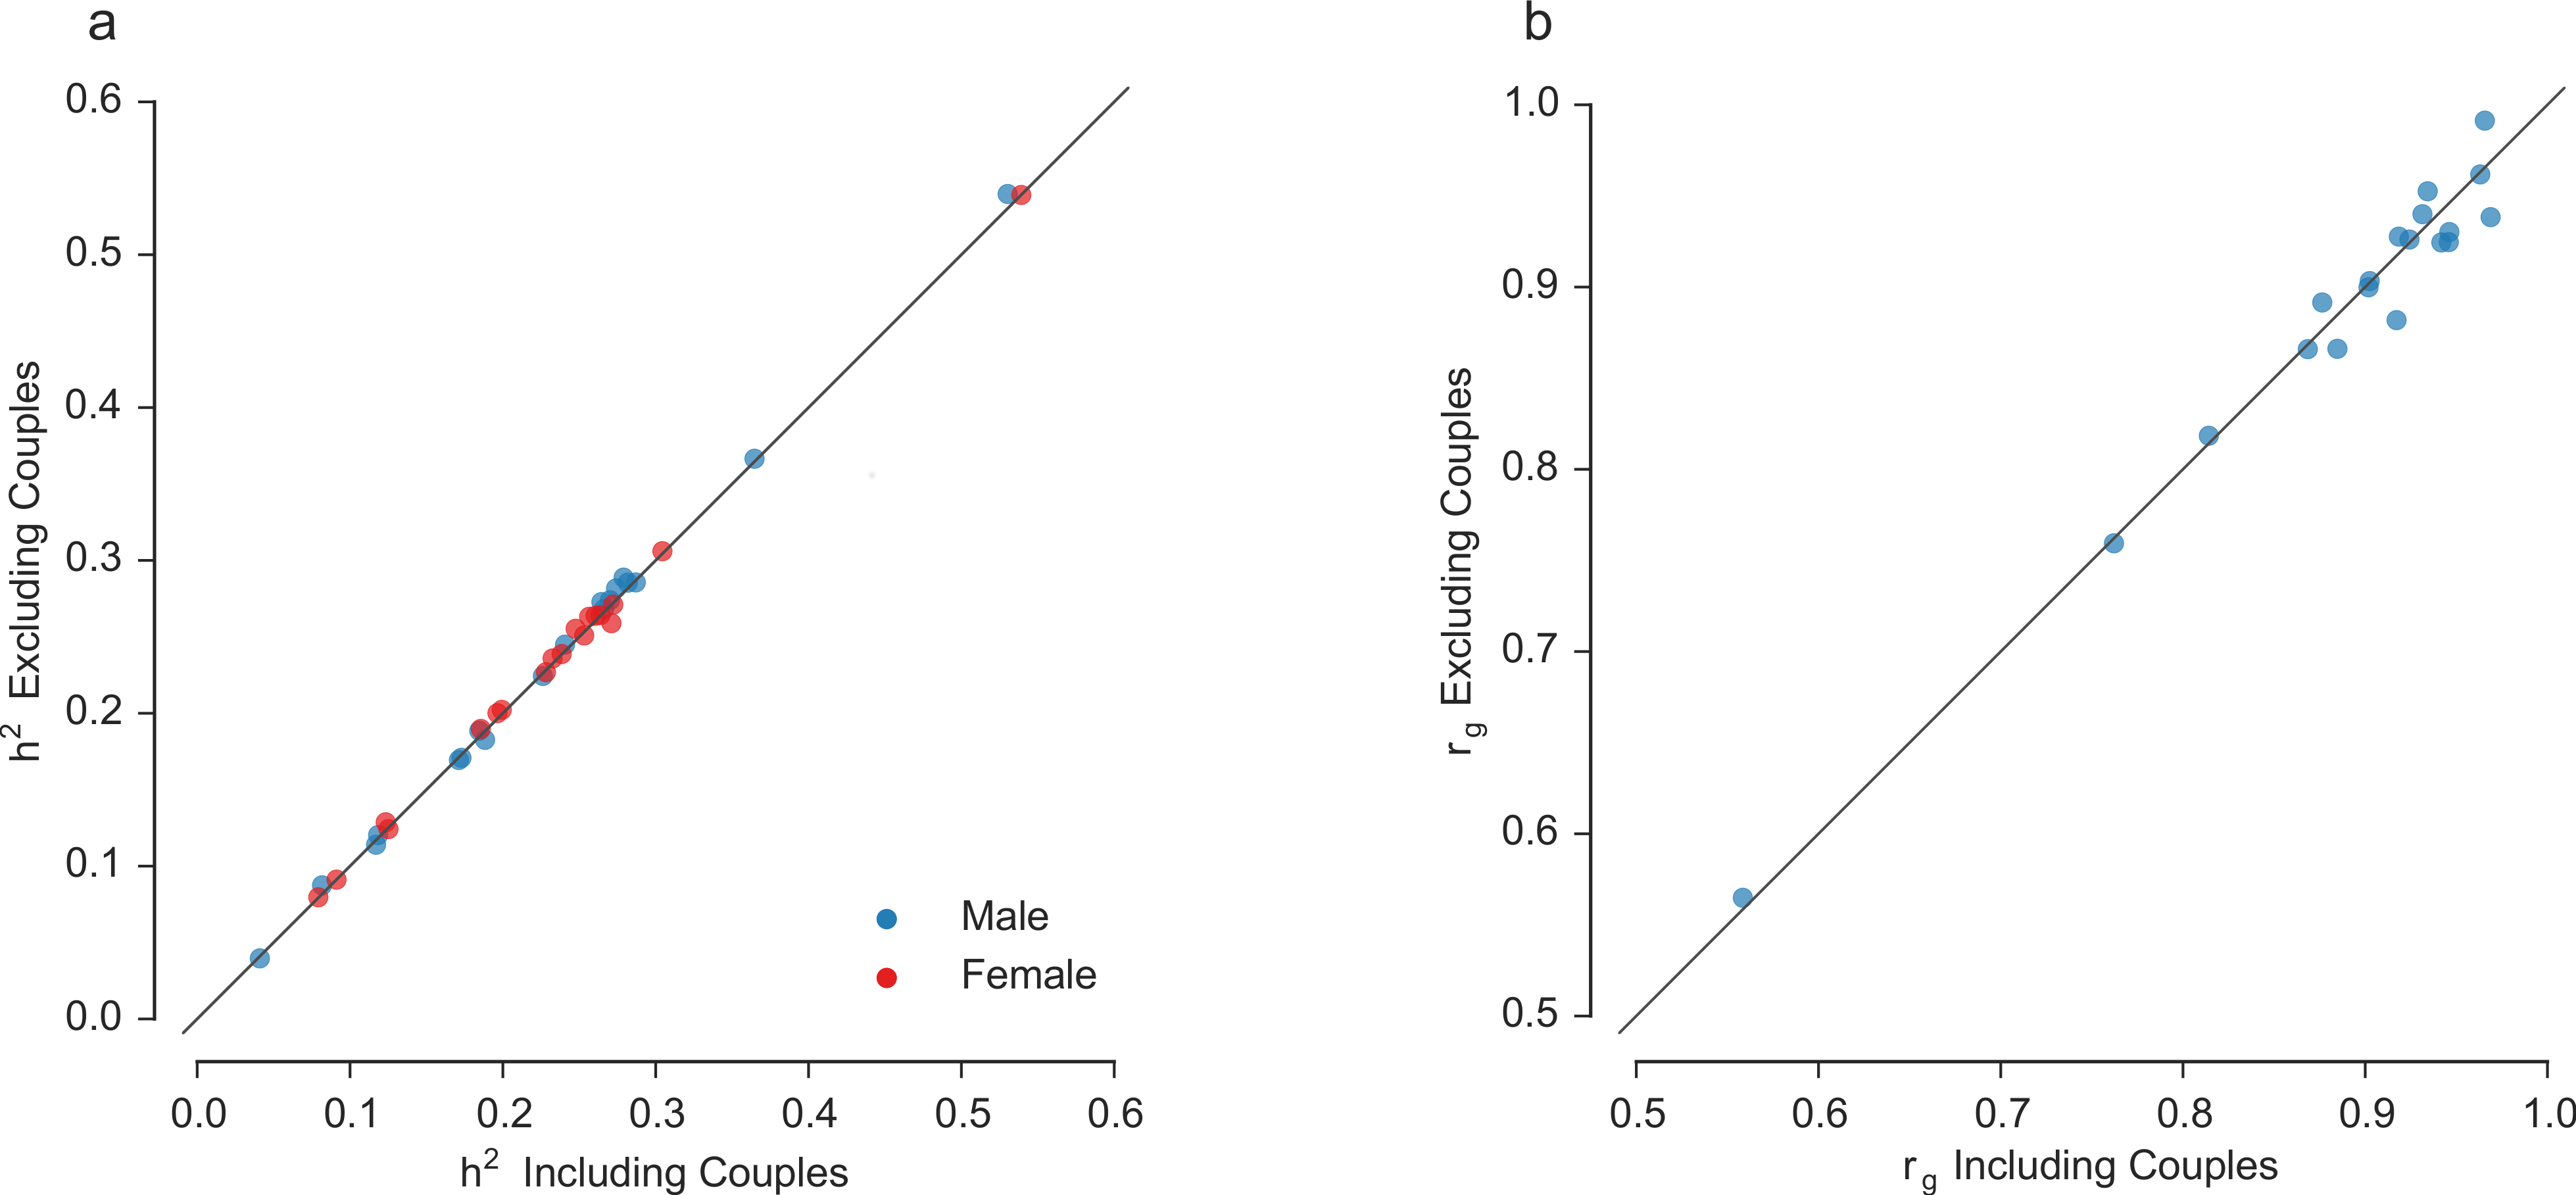 a
0.6
0.5
0.4
0.3
0.2
0.1
0.0
h² Excluding Couples
0.0 0.1 0.2 0.3 0.4 0.5 0.6
h² Including Couples
Male
Female
b
1.0
0.9
0.8
0.7
0.6
0.5
r g Excluding Couples
0.5 0.6 0.7 0.8 0.9 1.0
r g Including Couples